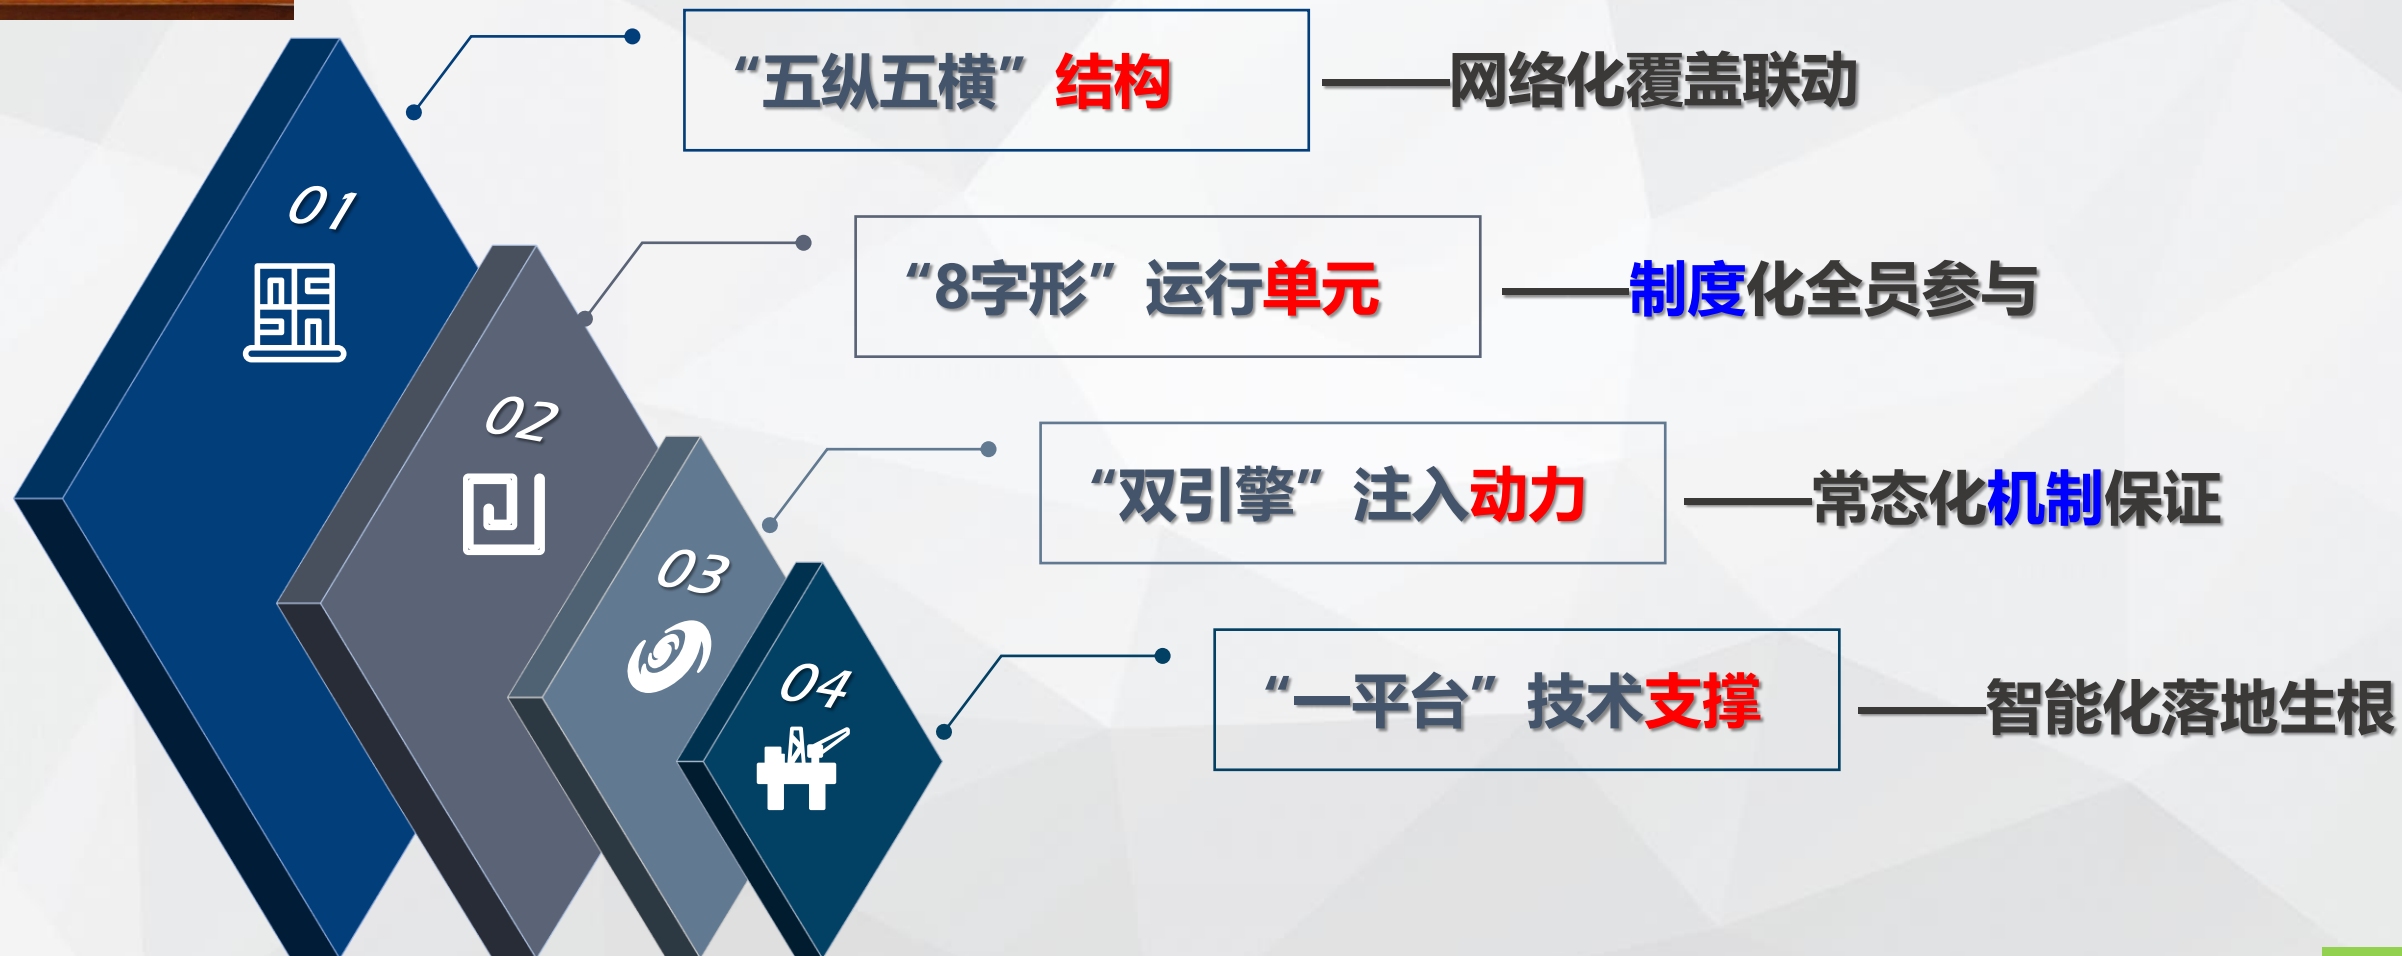 01
“五纵五横” 结构 ——网络化覆盖联动
02
“8字形” 运行单元 ——制度化全员参与
03
“双引擎” 注入动力 ——常态化机制保证
04
“一平台” 技术支撑 ——智能化落地生根